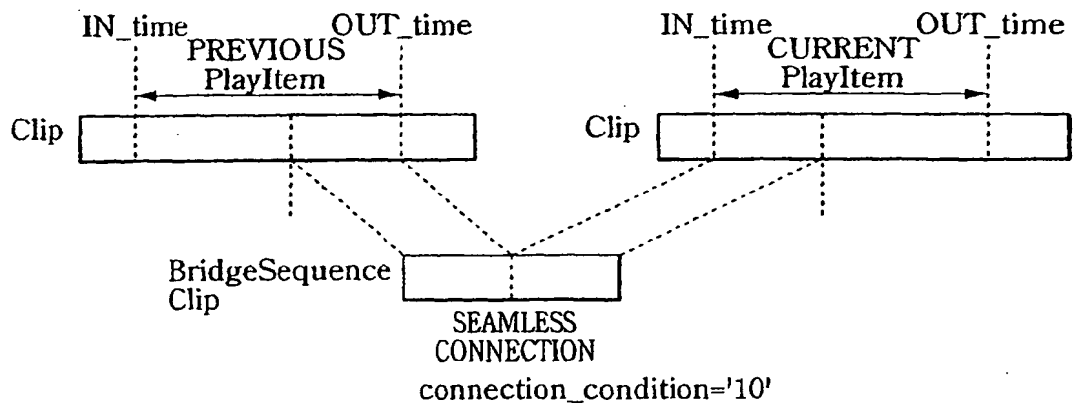 IN_time OUT_time
PREVIOUS
PlayItem
Clip
IN_time OUT_time
CURRENT
PlayItem
Clip
BridgeSequence
Clip
SEAMLESS
CONNECTION
connection_condition='10'